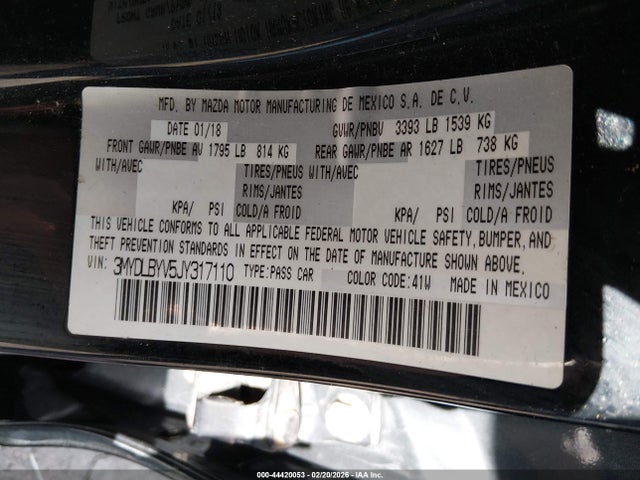 MFD. BY MAZDA MOTOR MANUFACTURING DE MEXICO S.A. DE C.V.
DATE 01/18 GVWR/PNBV 3393 LB 1539 KG
FRONT GAWR/PNBE AV 1795 LB 814 KG REAR GAWR/PNBE AR 1627 LB 738 KG
WITH/AVEC TIRES/PNEUS WITH/AVEC TIRES/PNEUS
RIMS/JANTES RIMS/JANTES
KPA/ PSI COLD/A FROID KPA/ PSI COLD/A FROID
THIS VEHICLE CONFORMS TO ALL APPLICABLE FEDERAL MOTOR VEHICLE SAFETY, BUMPER, AND
THEFT PREVENTION STANDARDS IN EFFECT ON THE DATE OF MANUFACTURE SHOWN ABOVE.
VIN: 3MYDLBYV5JY317110 TYPE:PASS CAR COLOR CODE:41W MADE IN MEXICO
000-44420053 - 02/20/2026 - IAA Inc.